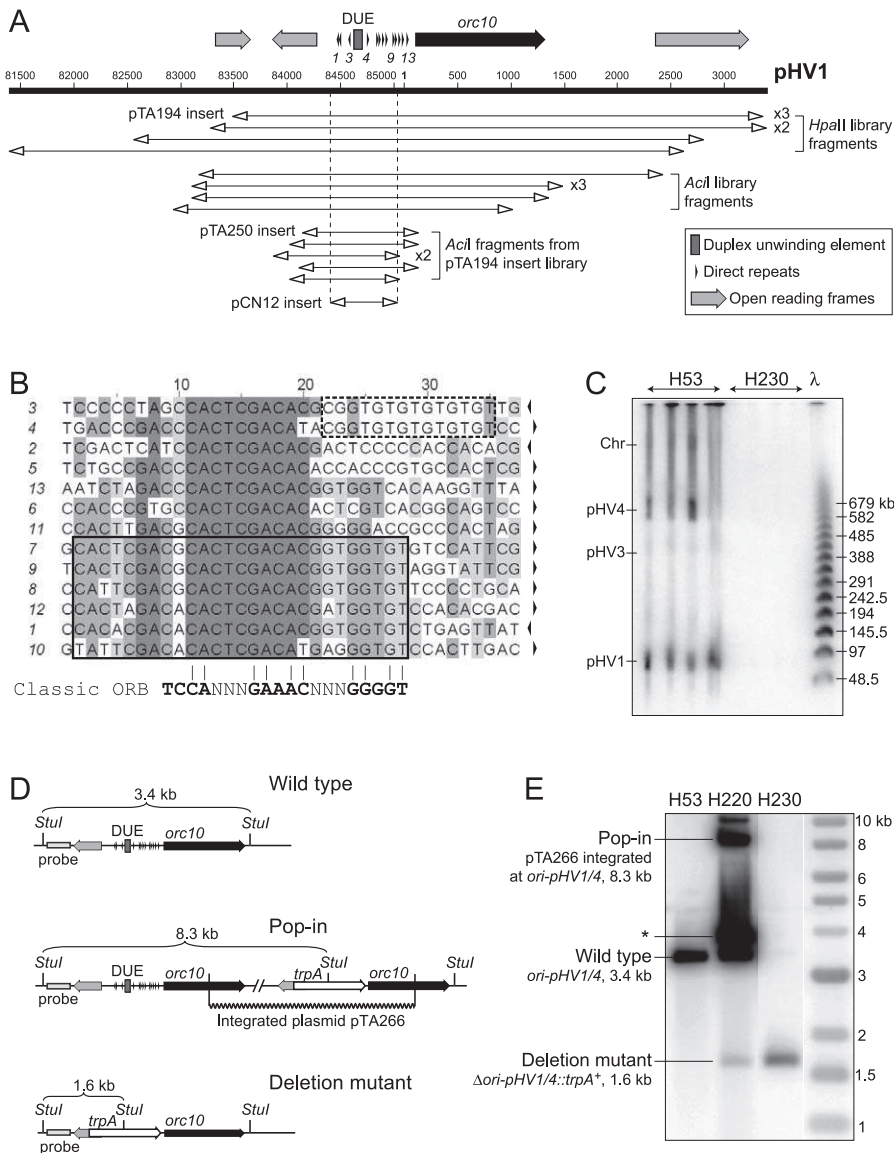 A
DUE
orc10
1 3 4 9 13
pHV1
81500 82000 82500 83000 83500 84000 84500 85000 1 500 1000 1500 2000 2500 3000
pTA194 insert
x3
x2
HpaII library
fragments
x3
AciI library
fragments
pTA250 insert
x2
AciI fragments from
pTA194 insert library
pCN12 insert
Duplex unwinding element
Direct repeats
Open reading frames
B
10 20 30
3 TCCCCCTAGCCACTCGACACGCGGTGTGTGTGTTG
4 TGACCCGACCCACTCGACATACGGTGTGTGTGTCC
2 TCGACTCATCCACTCGACACGACTCCCCCACCACACG
5 TCTGCCGACCCACTCGACACACCACCCGTGCCACTCG
13 AATCTAGACCACTCGACACGGTGGTCACAAGGTTTA
6 CCACCCGTGCCACTCGACACACTCGTCACGGCAGTCC
11 CCACTTGACGCACTCGACACGGGGGACCGCCCACTAG
7 GCACTCGACGCACTCGACACGGTGGTGTGTCCATTCG
9 TCACTCGACGCACTCGACACGGTGGTGTAGGTATTCG
8 CCATTCGACGCACTCGACACGGTGGTGTTCCCCTGCA
12 CCACTAGACACACTCGACACGATGGTGTCCACACGAC
1 CCACACGACACACTCGACACGGTGGTGTCTGAGTTAT
10 GTATTCGACACACTCGACATGAGGGTGTCCACTTGAC
Classic ORB TCCANNNGAAACNNNGGGGT
C
H53 H230 λ
Chr
pHV4
pHV3
pHV1
679 kb
582
485
388
291
242.5
194
145.5
97
48.5
D
Wild type
3.4 kb
StuI StuI
DUE orc10
probe
Pop-in
8.3 kb
StuI StuI StuI
DUE orc10 trpA orc10
probe
Integrated plasmid pTA266
Deletion mutant
1.6 kb
StuI StuI StuI
trpA orc10
probe
E
H53 H220 H230
Pop-in
pTA266 integrated
at ori-pHV1/4, 8.3 kb
*
Wild type
ori-pHV1/4, 3.4 kb
Deletion mutant
Δori-pHV1/4::trpA+, 1.6 kb
10 kb
8
6
5
4
3
2
1.5
1